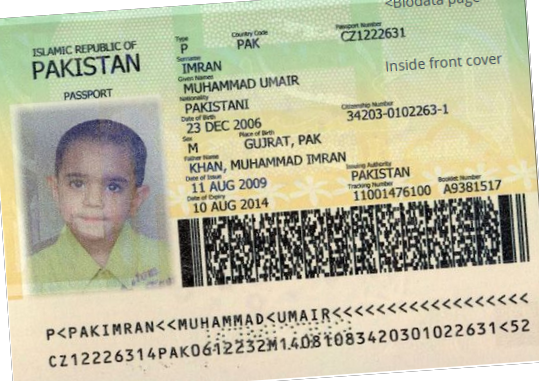 <Biodata page
Inside front cover
ISLAMIC REPUBLIC OF
PAKISTAN
PASSPORT
Type
P
Country Code
PAK
Passport Number
CZ1222631
Surname
IMRAN
Given Names
MUHAMMAD UMAIR
Nationality
PAKISTANI
Date of Birth
23 DEC 2006
Citizenship Number
34203-0102263-1
Sex
M
Place of Birth
GUJRAT, PAK
Father Name
KHAN, MUHAMMAD IMRAN
Date of Issue
11 AUG 2009
Issuing Authority
PAKISTAN
Date of Expiry
10 AUG 2014
Tracking Number
11001476100
Booklet Number
A9381517
P<PAKIMRAN<<MUHAMMAD<UMAIR<<<<<<<<<<<<<<<<<<
CZ12226314PAK0612232M14081083420301022631<52